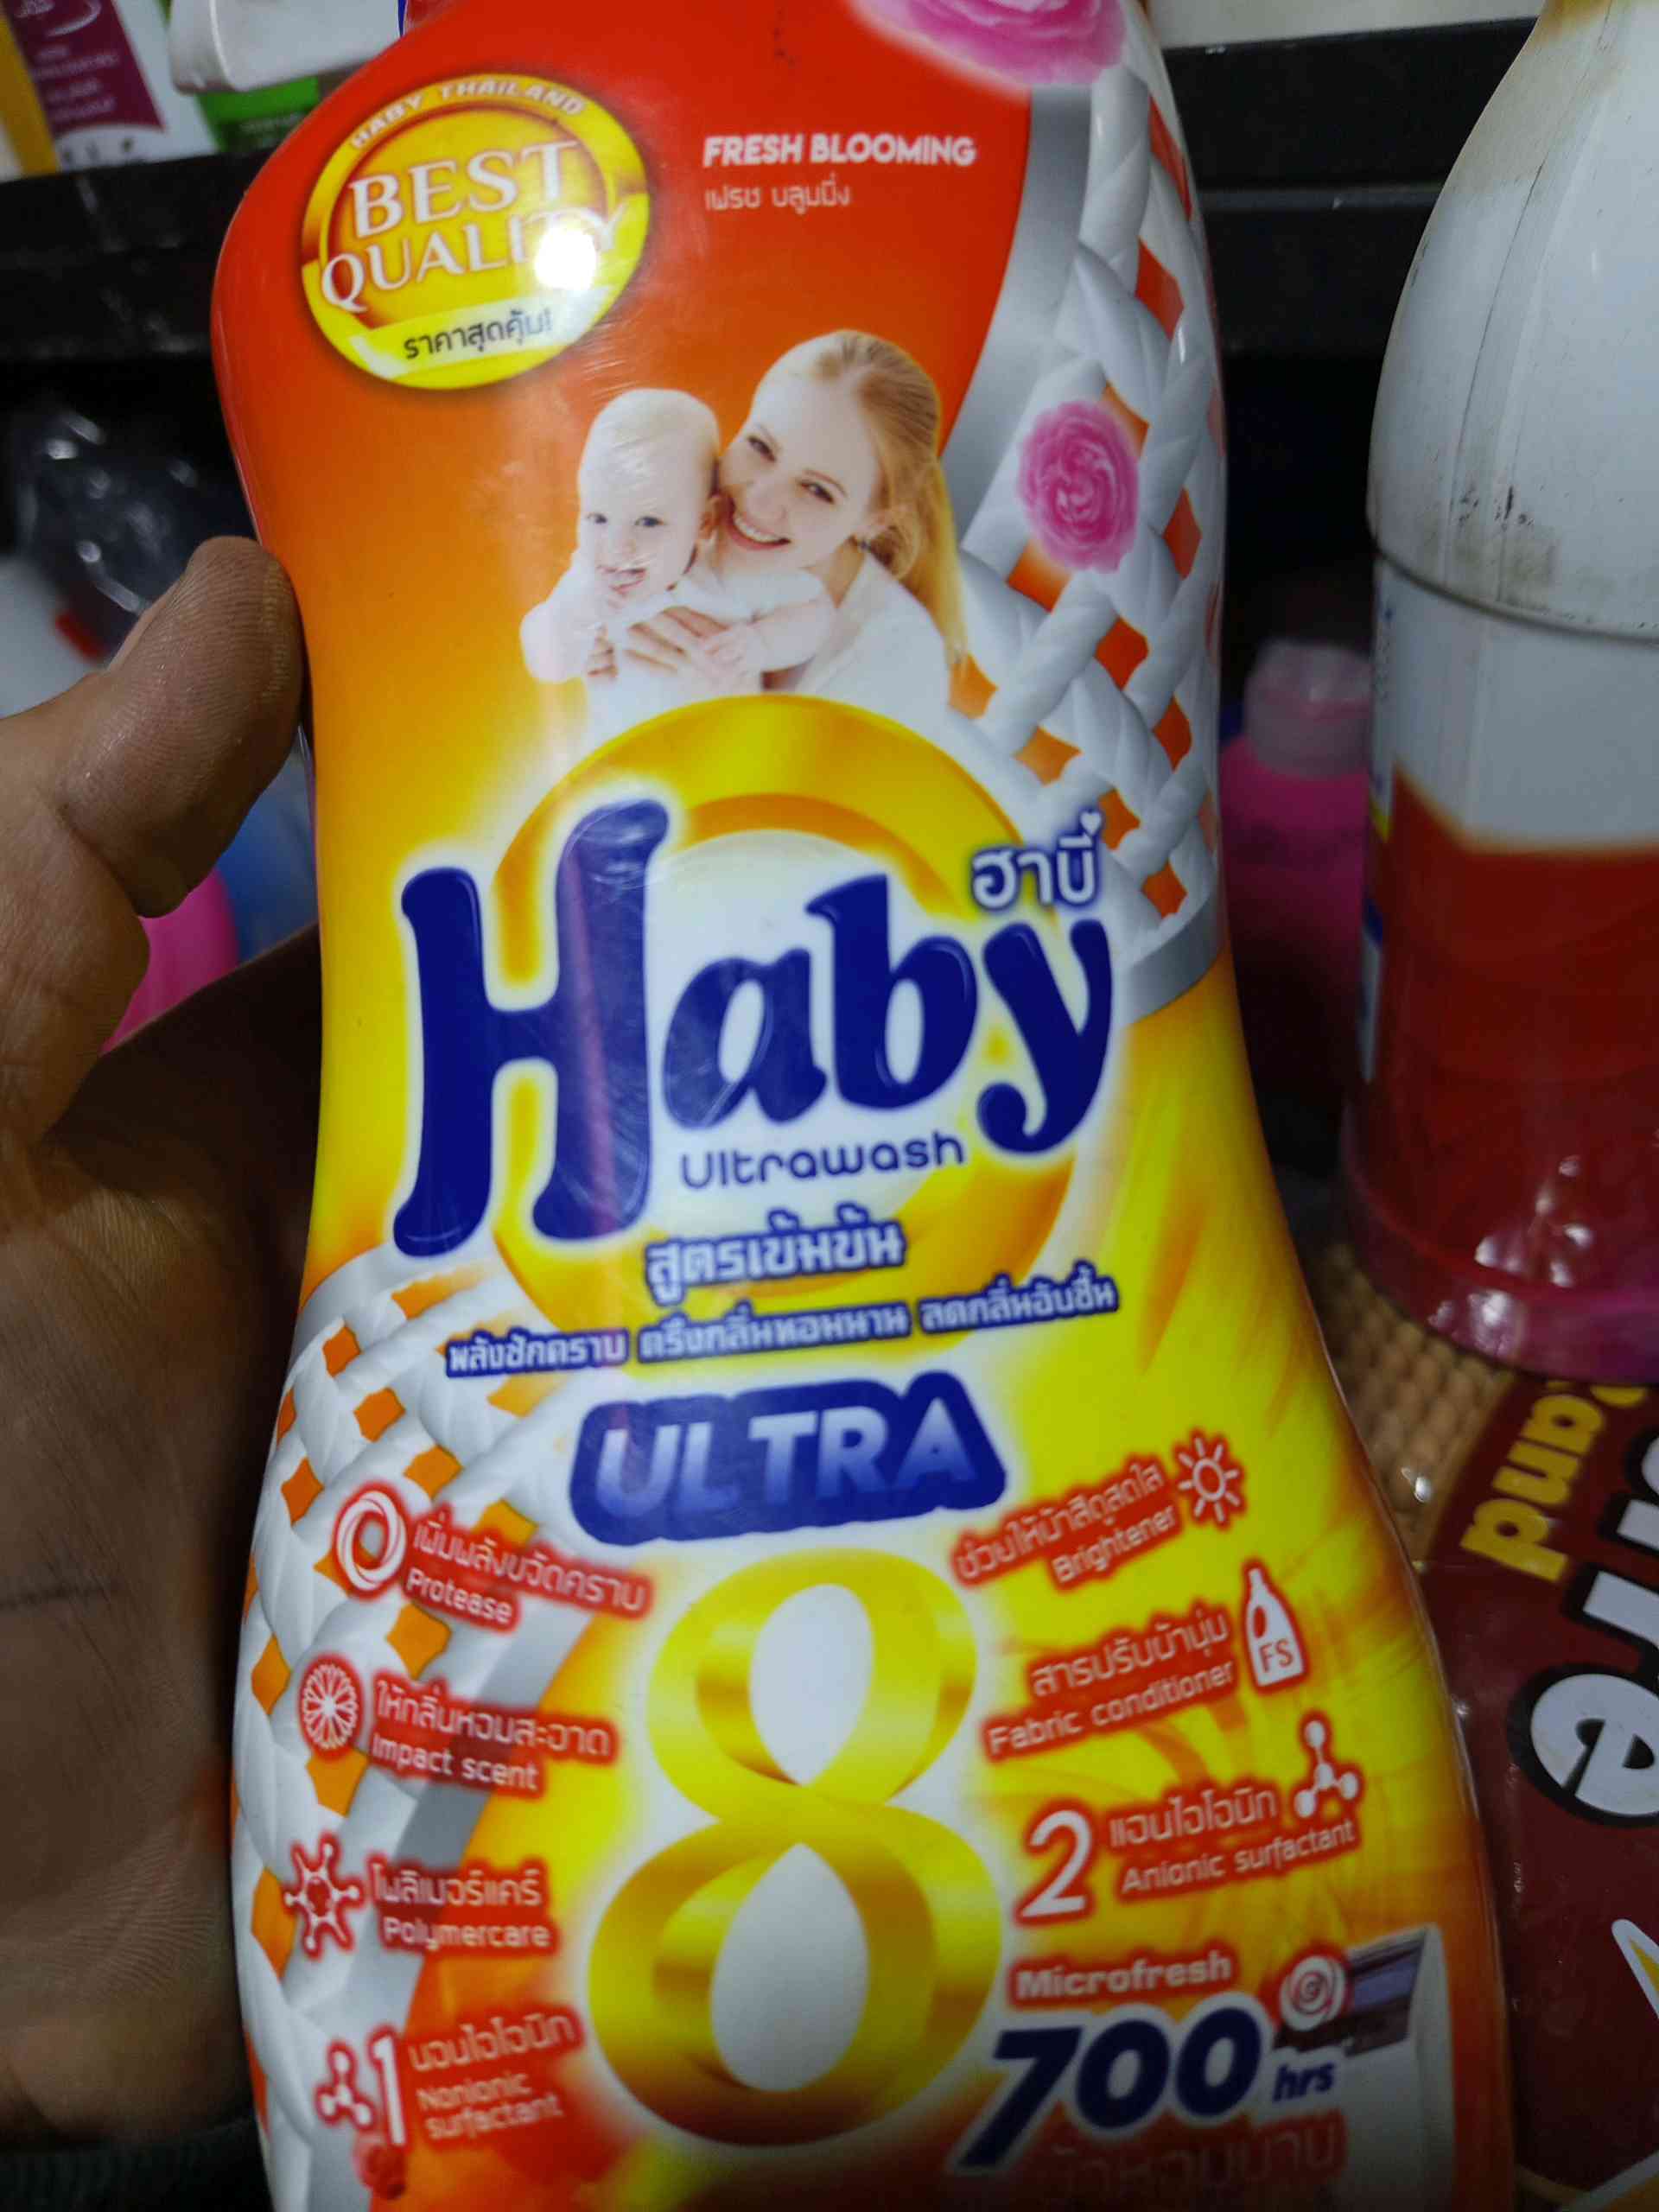 HABY THAILAND
BEST
QUALITY
ราคาสุดคุ้ม!
FRESH BLOOMING
เฟรช บลูมมิ่ง
Haby
ฮาบี้
Ultrawash
สูตรเข้มข้น
พลังซักคราบ ตรึงกลิ่นหอมนาน ลดกลิ่นอับชื้น
ULTRA
8
เพิ่มพลังขจัดคราบ
Protease
ให้กลิ่นหอมสะอาด
Impact scent
โพลิเมอร์แคร์
Polymercare
1 นอนไอโอนิก
Nonionic
surfactant
ช่วยให้ผ้าสีดูสดใส
Brightener
สารปรับผ้านุ่ม
Fabric conditioner
FS
2 แอนไอโอนิก
Anionic surfactant
Microfresh
700 hrs